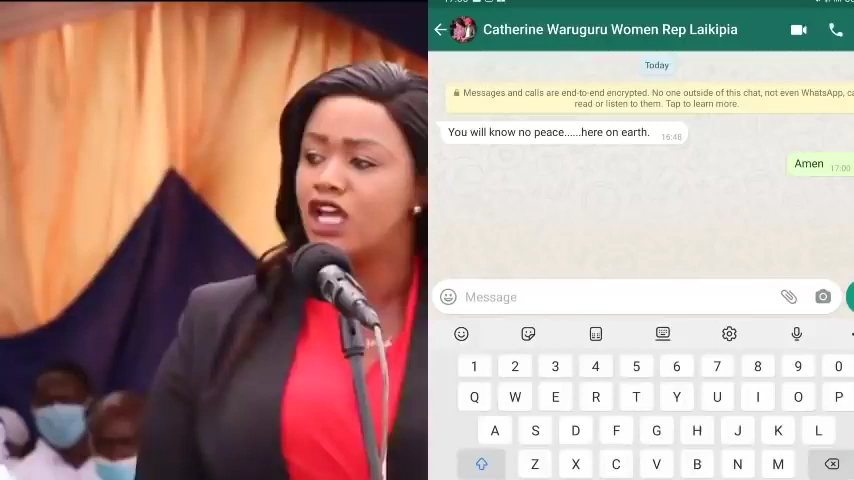 Catherine Waruguru Women Rep Laikipia
Today
Messages and calls are end-to-end encrypted. No one outside of this chat, not even WhatsApp,
read or listen to them. Tap to learn more.
You will know no peace......here on earth. 16:48
Amen 17:00
Message
1 2 3 4 5 6 7 8 9 0
Q W E R T Y U I O P
A S D F G H J K L
Z X C V B N M